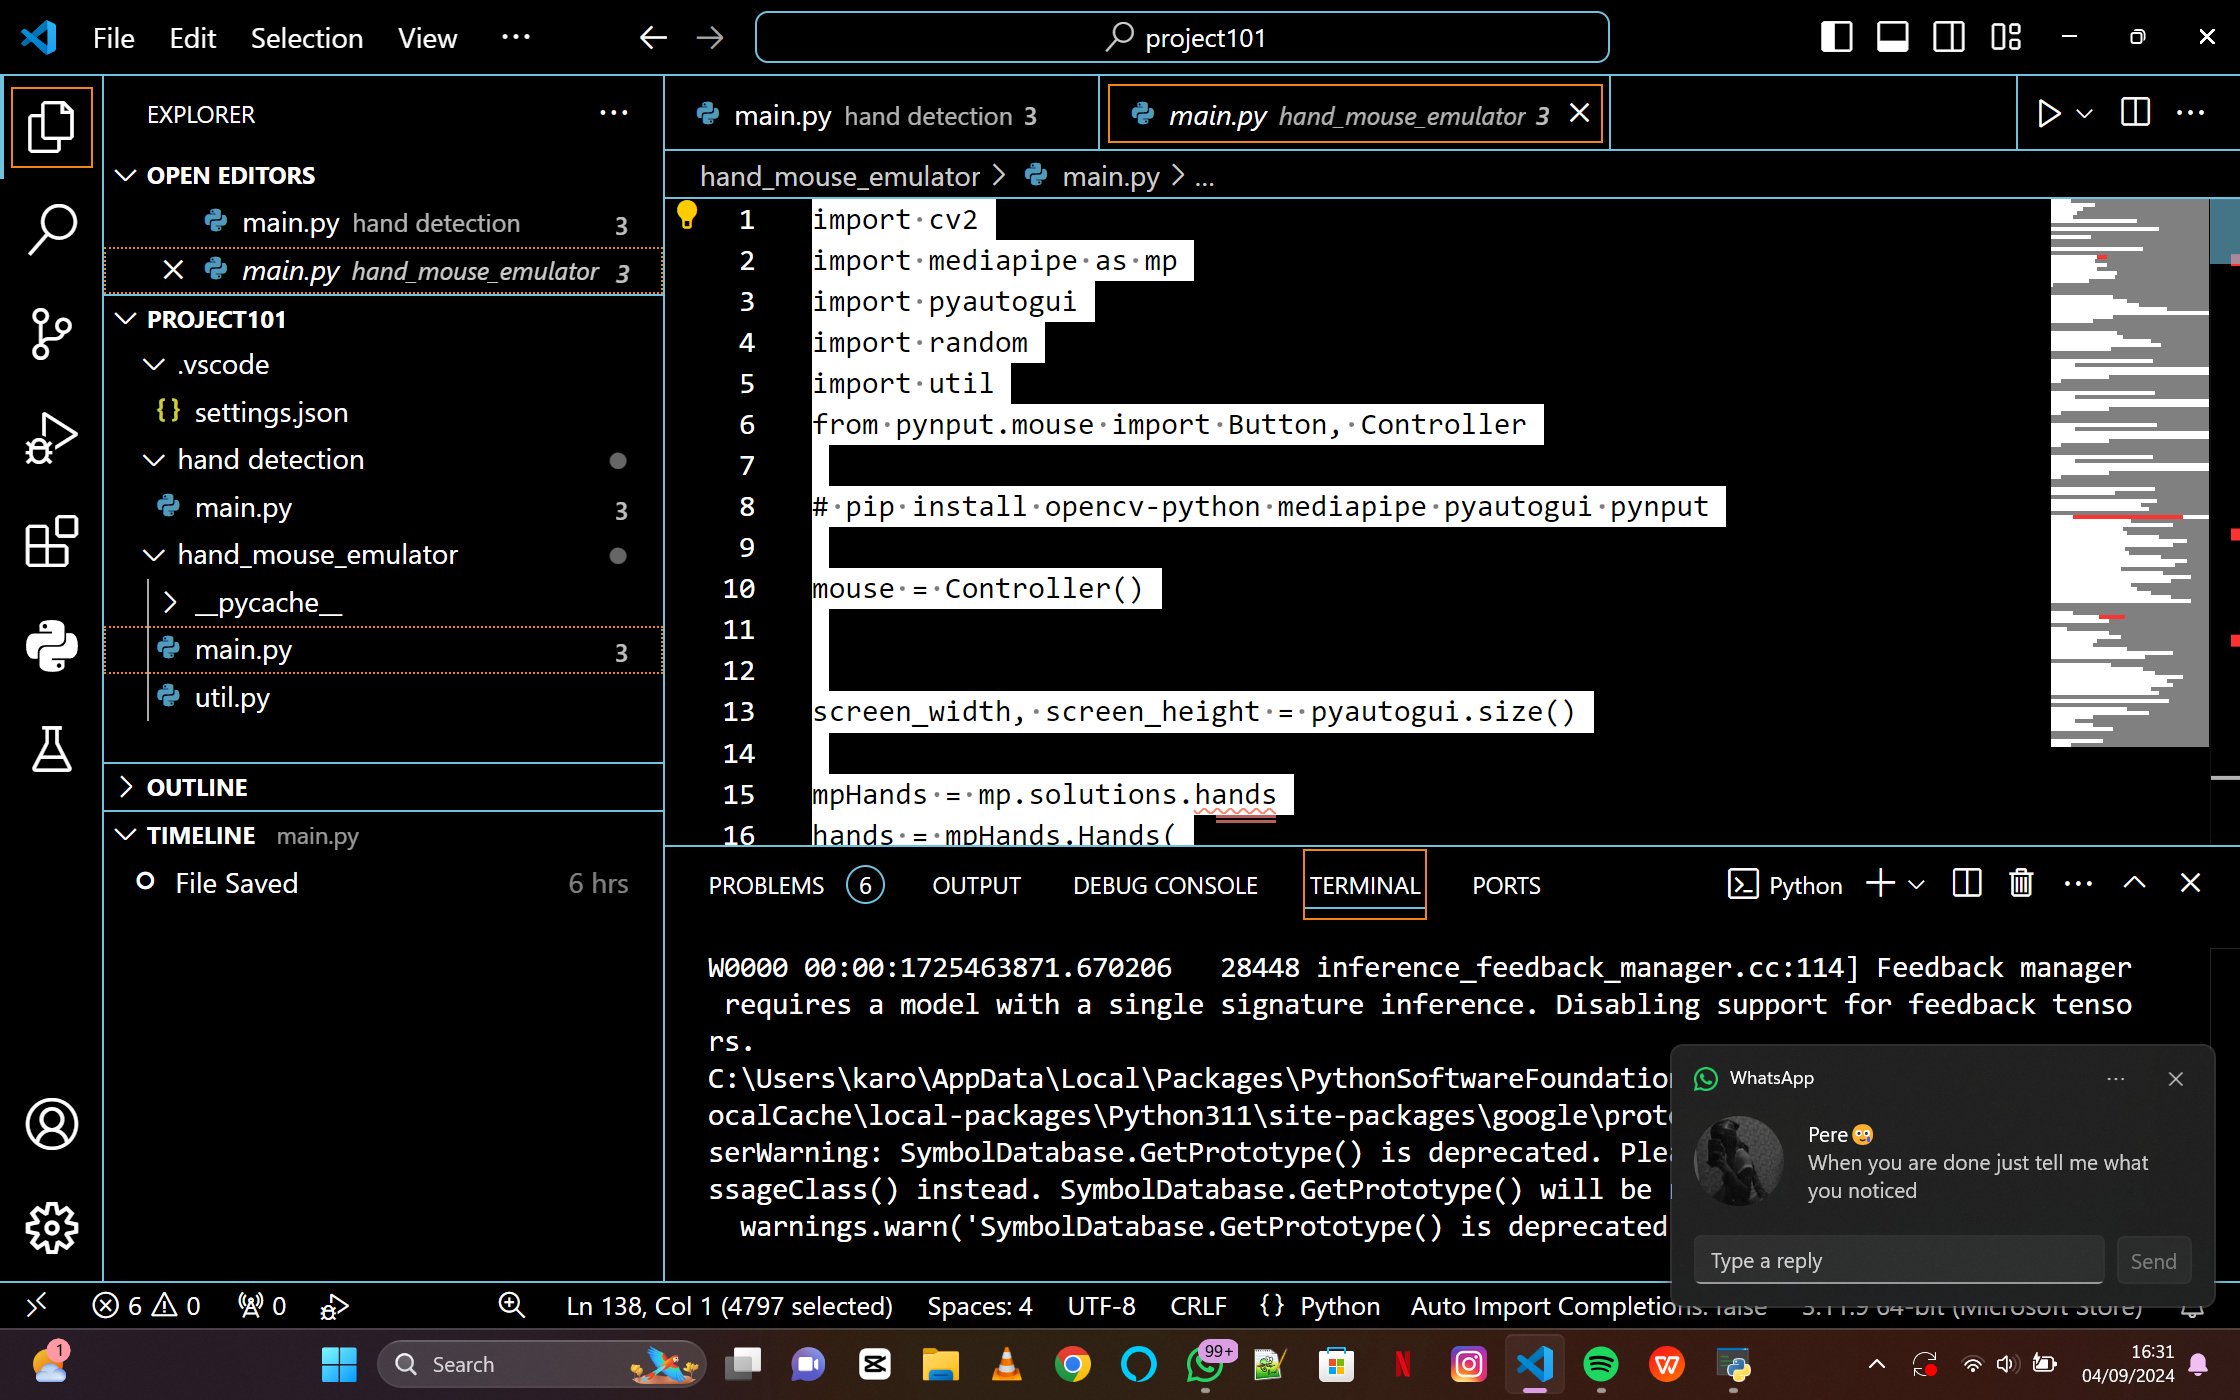 File Edit Selection View ··· project101
EXPLORER
OPEN EDITORS
main.py hand detection 3
main.py hand_mouse_emulator 3
PROJECT101
.vscode
{} settings.json
hand detection
main.py 3
hand_mouse_emulator
__pycache__
main.py 3
util.py
OUTLINE
TIMELINE main.py
File Saved 6 hrs
main.py hand detection 3 main.py hand_mouse_emulator 3
hand_mouse_emulator > main.py > ...
1 import cv2
2 import mediapipe as mp
3 import pyautogui
4 import random
5 import util
6 from pynput.mouse import Button, Controller
7
8 # pip install opencv-python mediapipe pyautogui pynput
9
10 mouse = Controller()
11
12
13 screen_width, screen_height = pyautogui.size()
14
15 mpHands = mp.solutions.hands
16 hands = mpHands.Hands(
PROBLEMS 6 OUTPUT DEBUG CONSOLE TERMINAL PORTS Python
W0000 00:00:1725463871.670206 28448 inference_feedback_manager.cc:114] Feedback manager
requires a model with a single signature inference. Disabling support for feedback tenso
rs.
C:\Users\karo\AppData\Local\Packages\PythonSoftwareFoundation
ocalCache\local-packages\Python311\site-packages\google\prot
serWarning: SymbolDatabase.GetPrototype() is deprecated. Plea
ssageClass() instead. SymbolDatabase.GetPrototype() will be
warnings.warn('SymbolDatabase.GetPrototype() is deprecated
WhatsApp
Pere
When you are done just tell me what
you noticed
Type a reply Send
6 0 0 Ln 138, Col 1 (4797 selected) Spaces: 4 UTF-8 CRLF {} Python Auto Import Completions: false 3.11.9 64-bit (Microsoft Store)
1 Search 99+ 16:31
04/09/2024